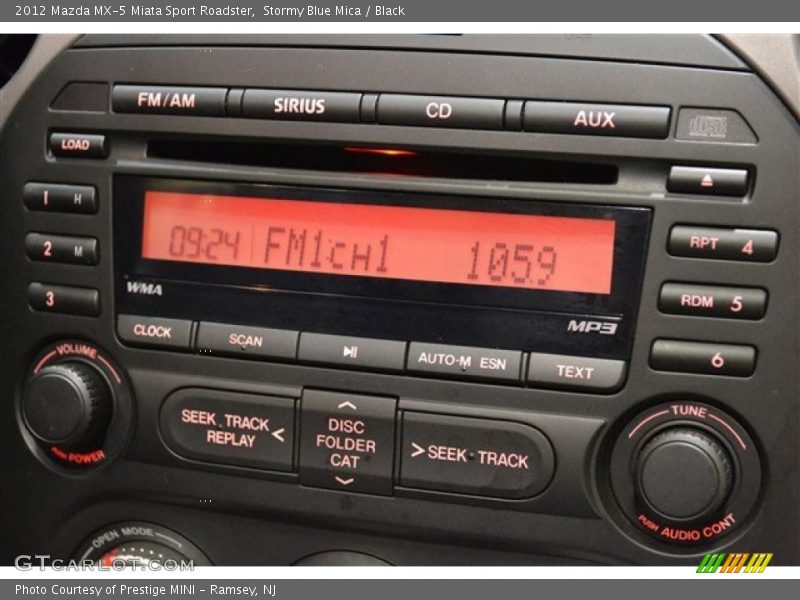 2012 Mazda MX-5 Miata Sport Roadster,  Stormy Blue Mica / Black
FM/AM
SIRIUS
CD
AUX
disc
LOAD
1 H
2 M
3
09:24 FM1CH1 105.9
WMA
MP3
RPT 4
RDM 5
6
CLOCK
SCAN
AUTO-M ESN
TEXT
VOLUME
PUSH POWER
SEEK TRACK
REPLAY <
DISC
FOLDER
CAT
> SEEK TRACK
TUNE
PUSH AUDIO CONT
OPEN MODE
GTCarLot.com
Photo Courtesy of Prestige MINI - Ramsey, NJ